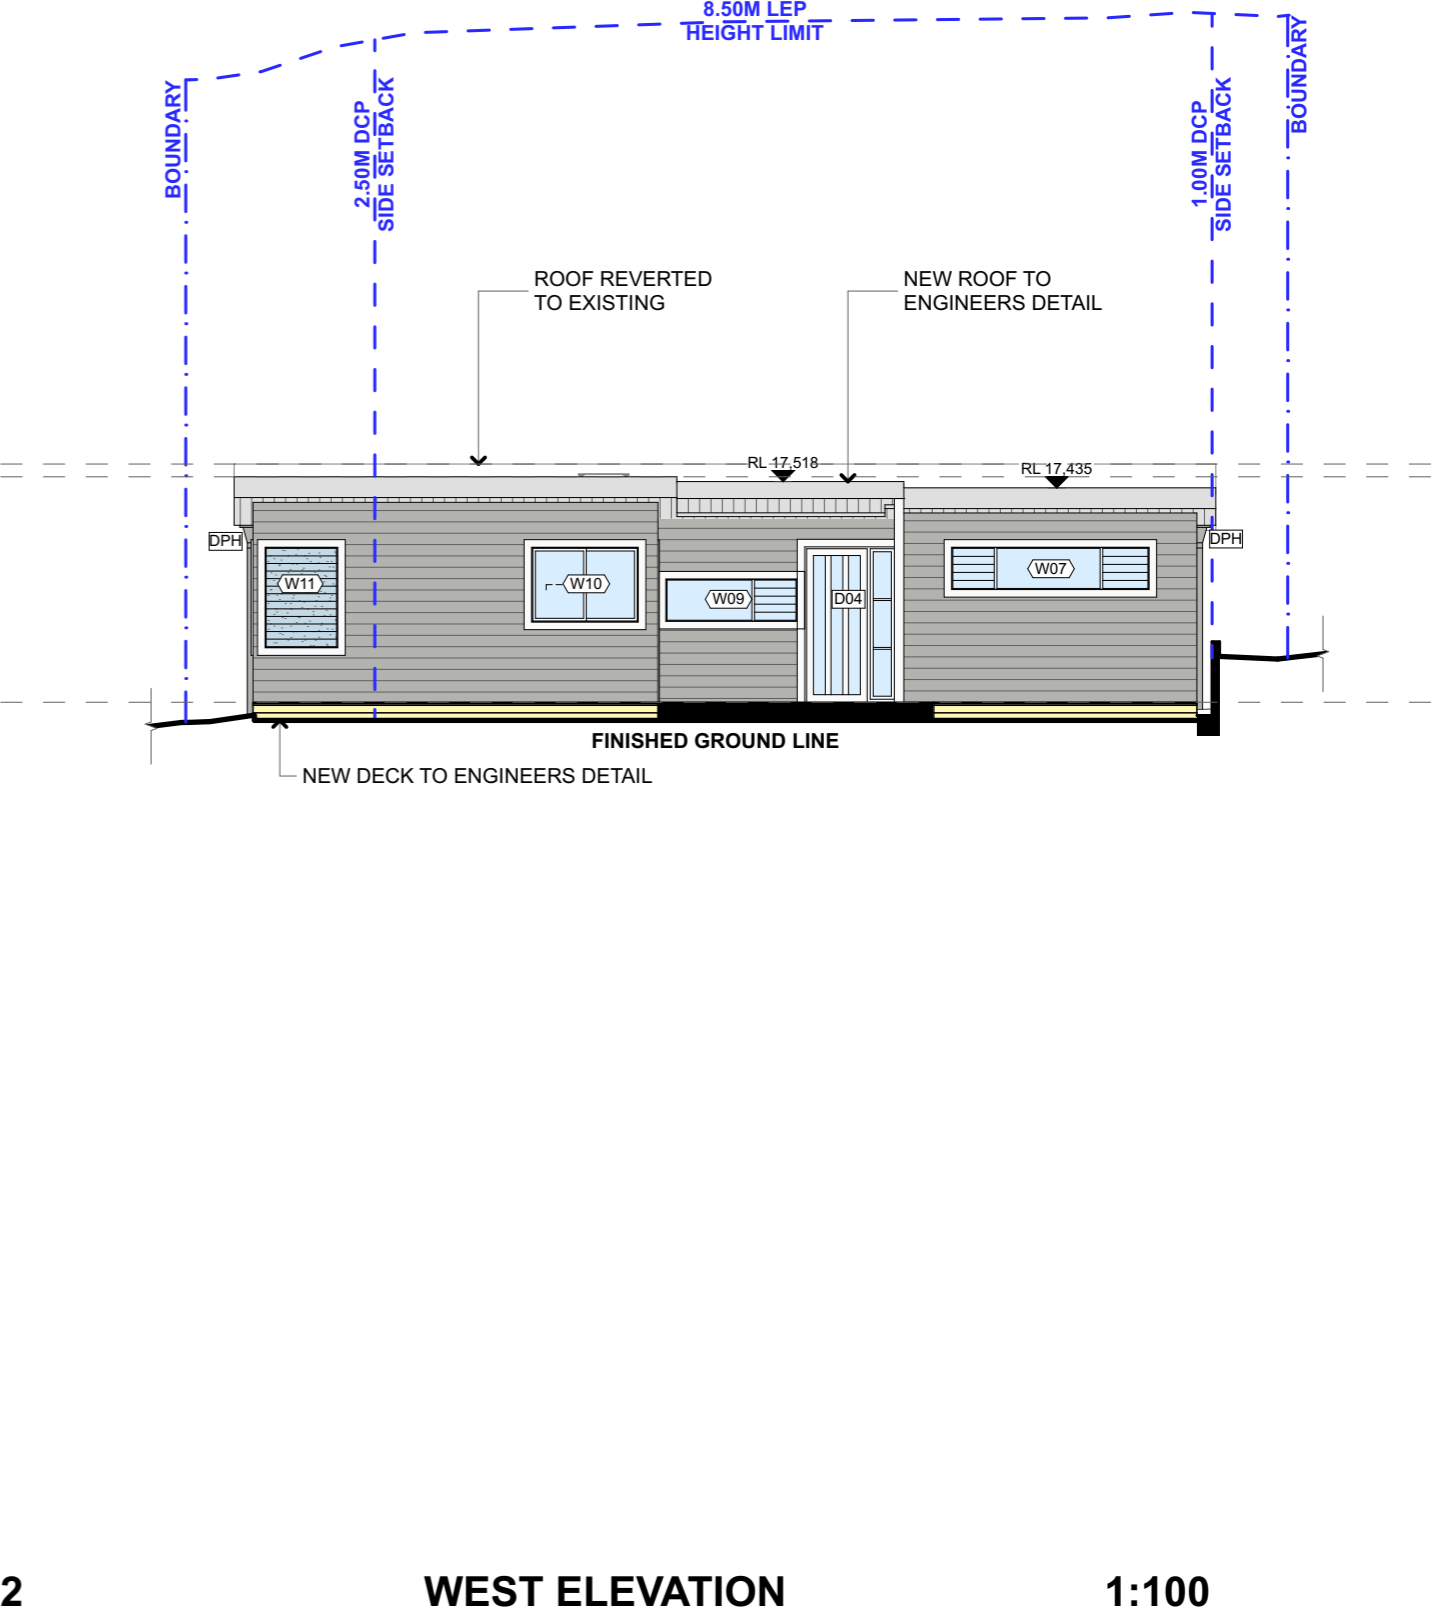 8.50M LEP
HEIGHT LIMIT
BOUNDARY
2.50M DCP
SIDE SETBACK
1.00M DCP
SIDE SETBACK
BOUNDARY
ROOF REVERTED
TO EXISTING
NEW ROOF TO
ENGINEERS DETAIL
RL 17,518
RL 17,435
DPH
DPH
W11
W10
W09
D04
W07
FINISHED GROUND LINE
NEW DECK TO ENGINEERS DETAIL
2
WEST ELEVATION
1:100